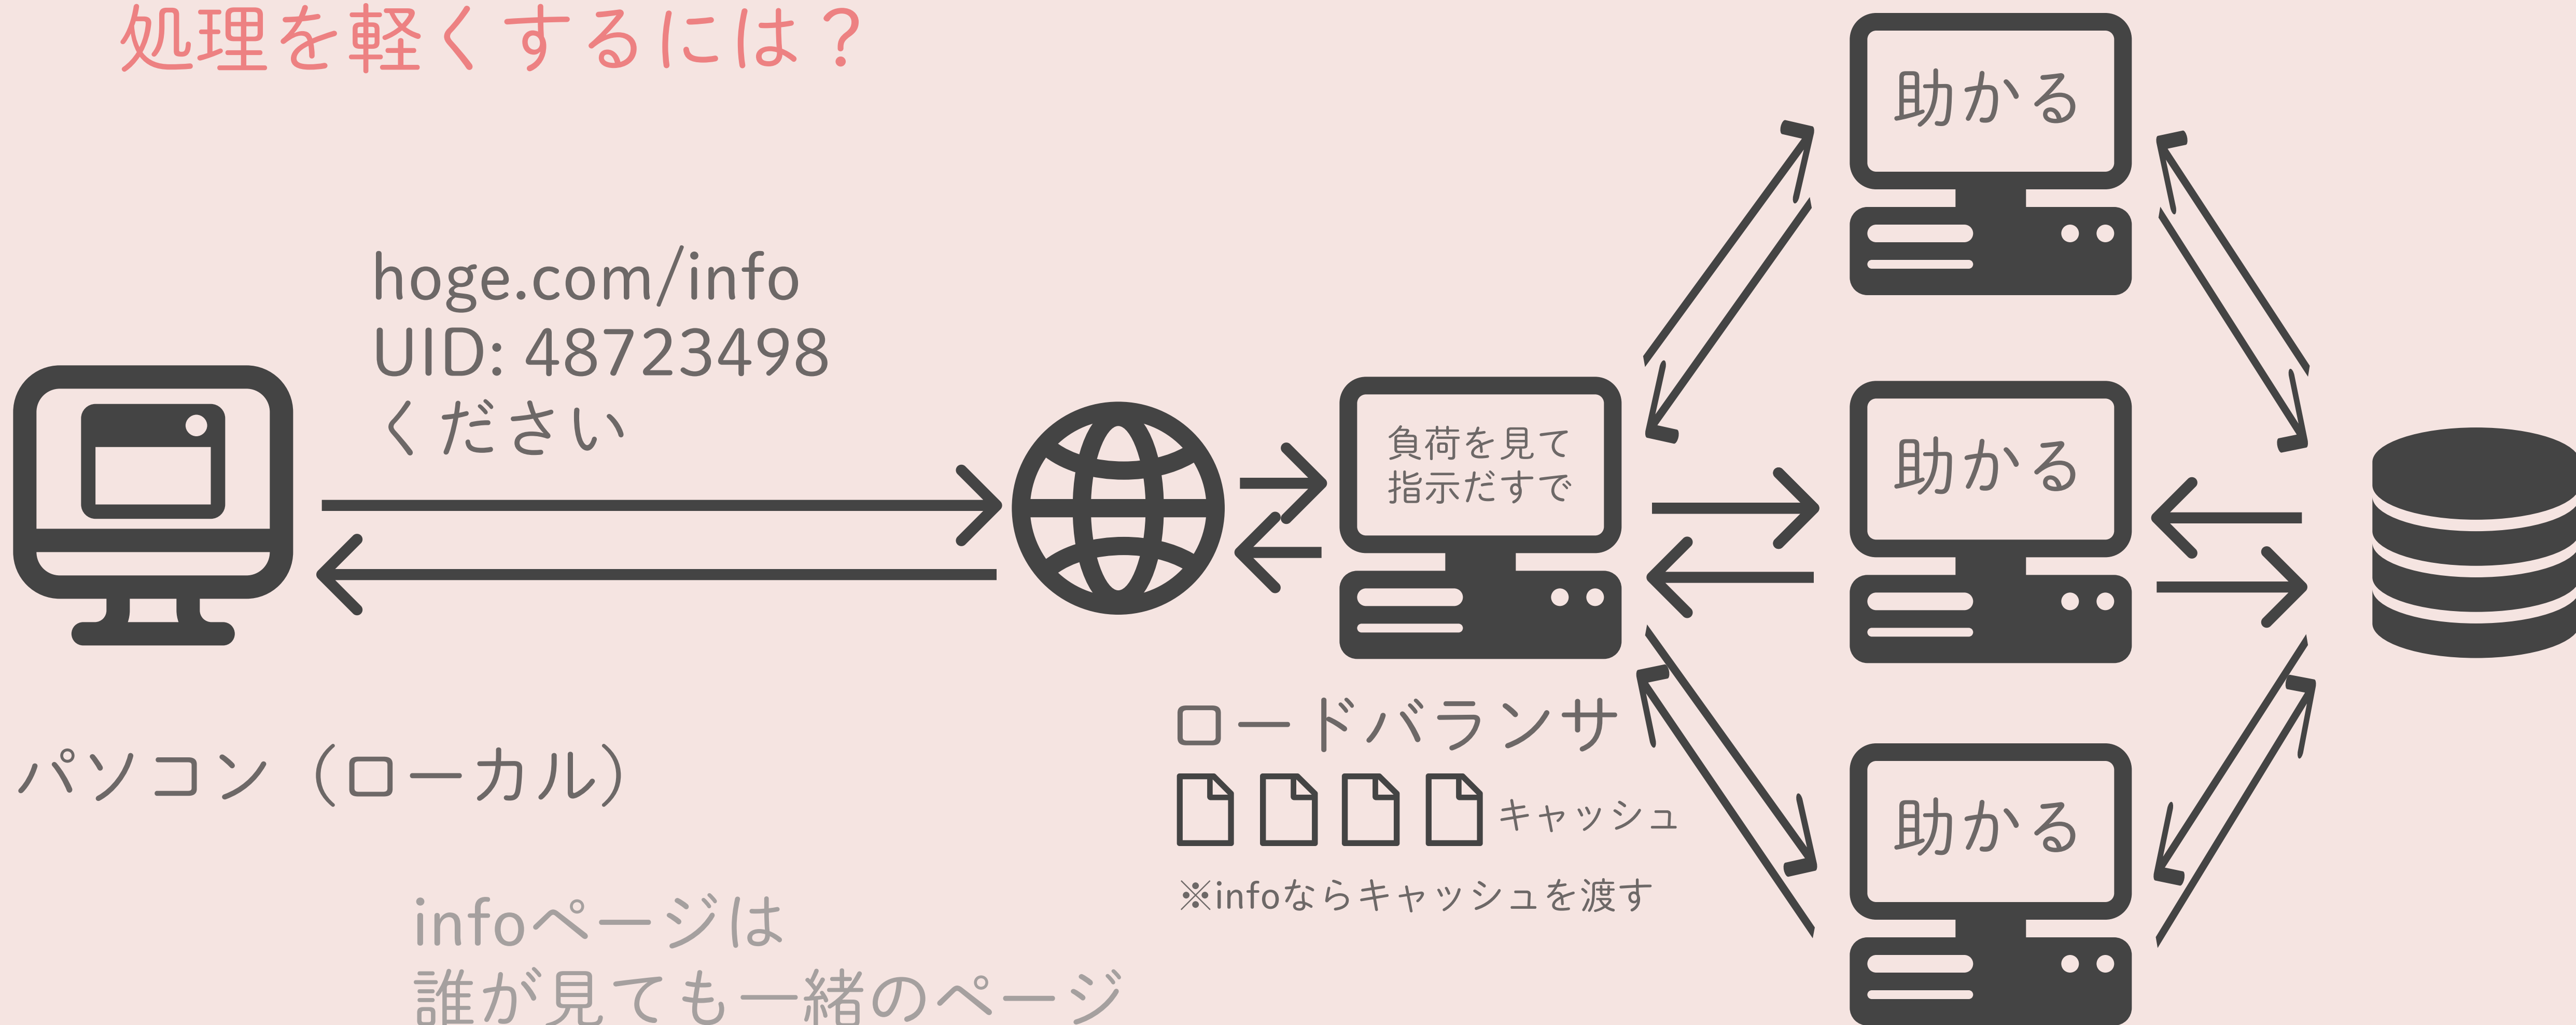 処理を軽くするには？
助かる
hoge.com/info
UID: 48723498
ください
負荷を見て
指示だすで
助かる
ロードバランサ
パソコン（ローカル）
キャッシュ
助かる
※infoならキャッシュを渡す
infoページは
誰が見ても一緒のページ